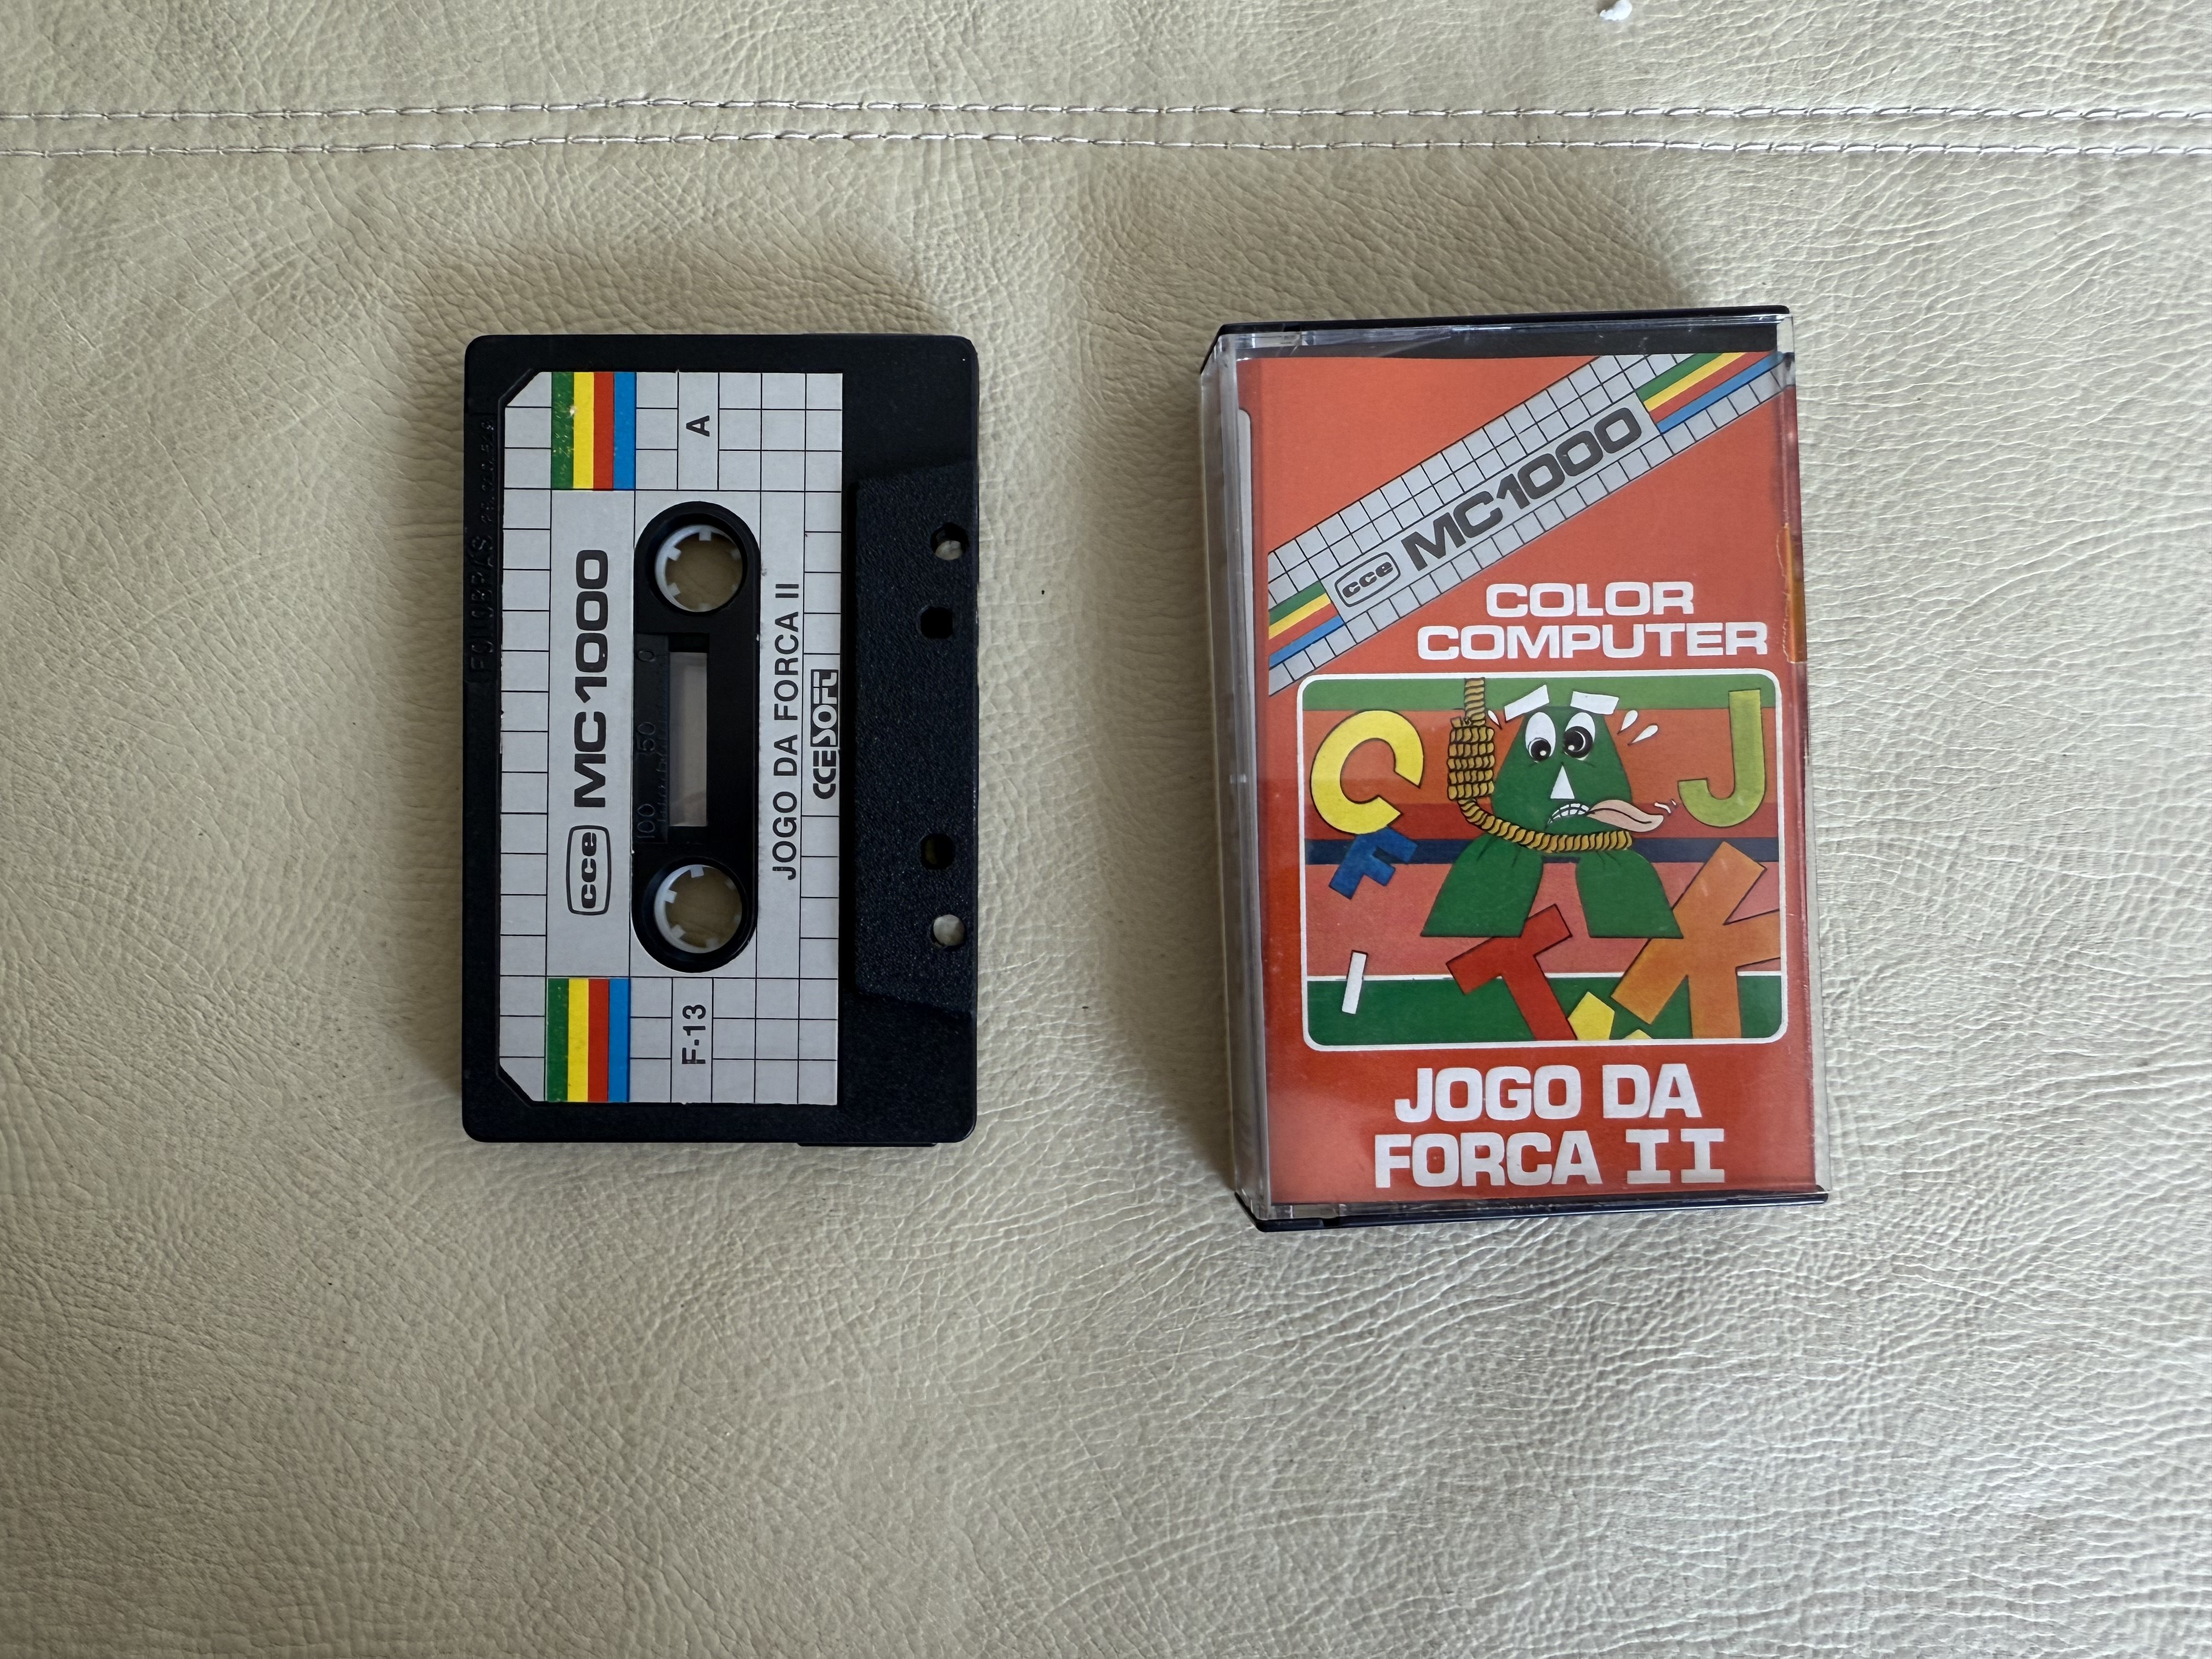 A
cce MC1000
0 50 100
JOGO DA FORCA II
CCESOFT
F-13
cce MC1000
COLOR
COMPUTER
C
J
F
A
I
T
K
JOGO DA
FORCA II